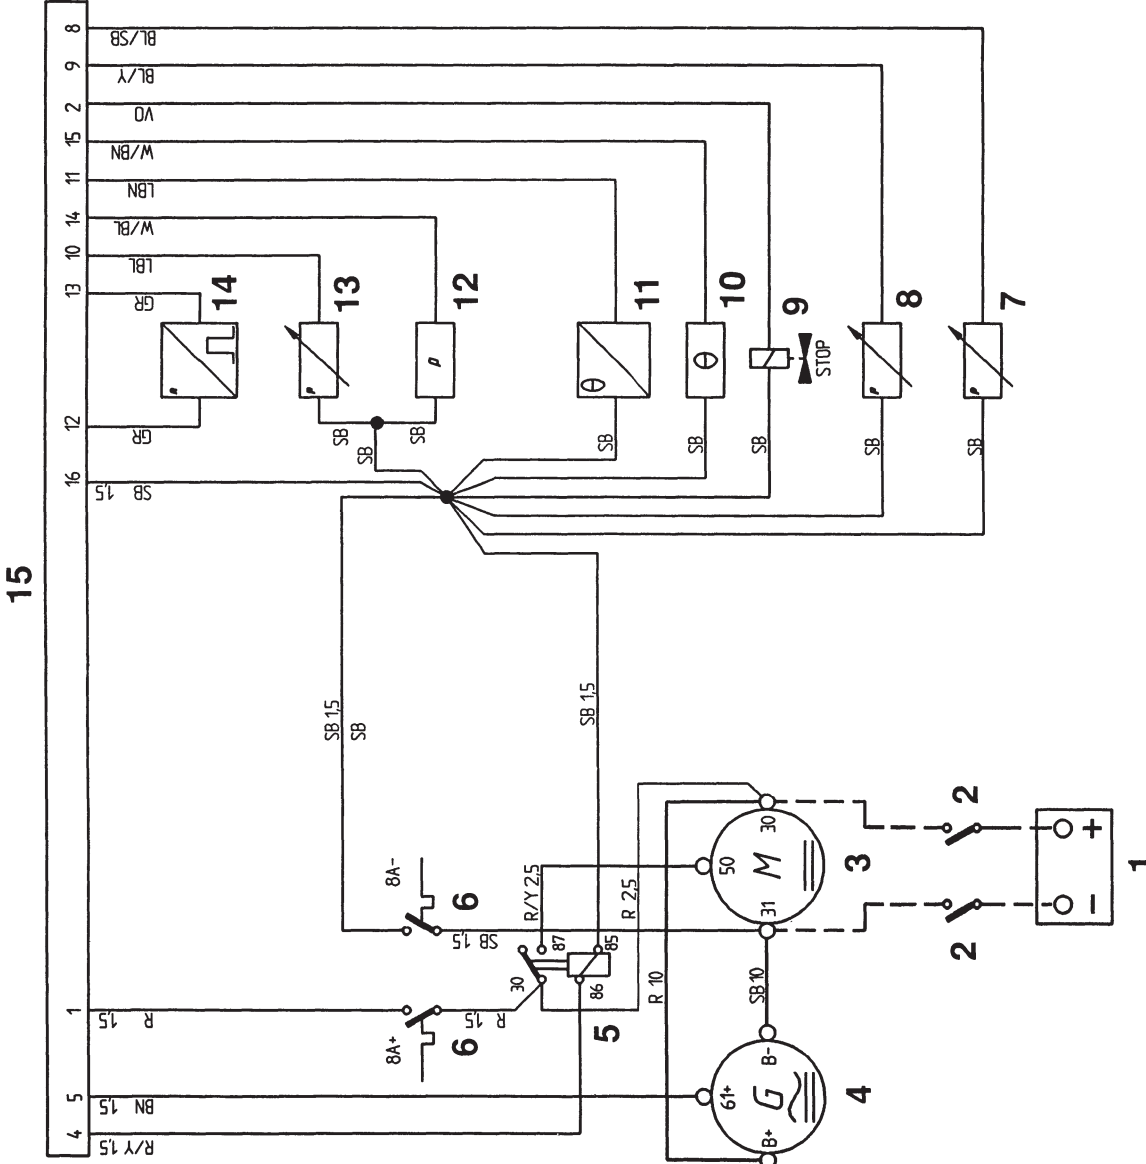 15
8
BL/SB
9
BL/Y
2
VO
15
W/BN
11
LBN
14
W/BL
10
LBL
13
GR
12
GR
16
SB 1,5
n
14
p
13
p
12
θ
11
θ
10
STOP
9
p
8
p
7
SB
SB
SB
SB
SB
SB
SB
SB
SB 1,5
SB
SB 1,5
8A-
6
SB 1,5
8A+
6
1
R 1,5
R 1,5
5
BN 1,5
4
R/Y 1,5
30
87
85
86
5
R/Y 2,5
R 2,5
R 10
SB 10
50
30
31
M
3
61+
B-
B+
G
4
2
2
+
-
1